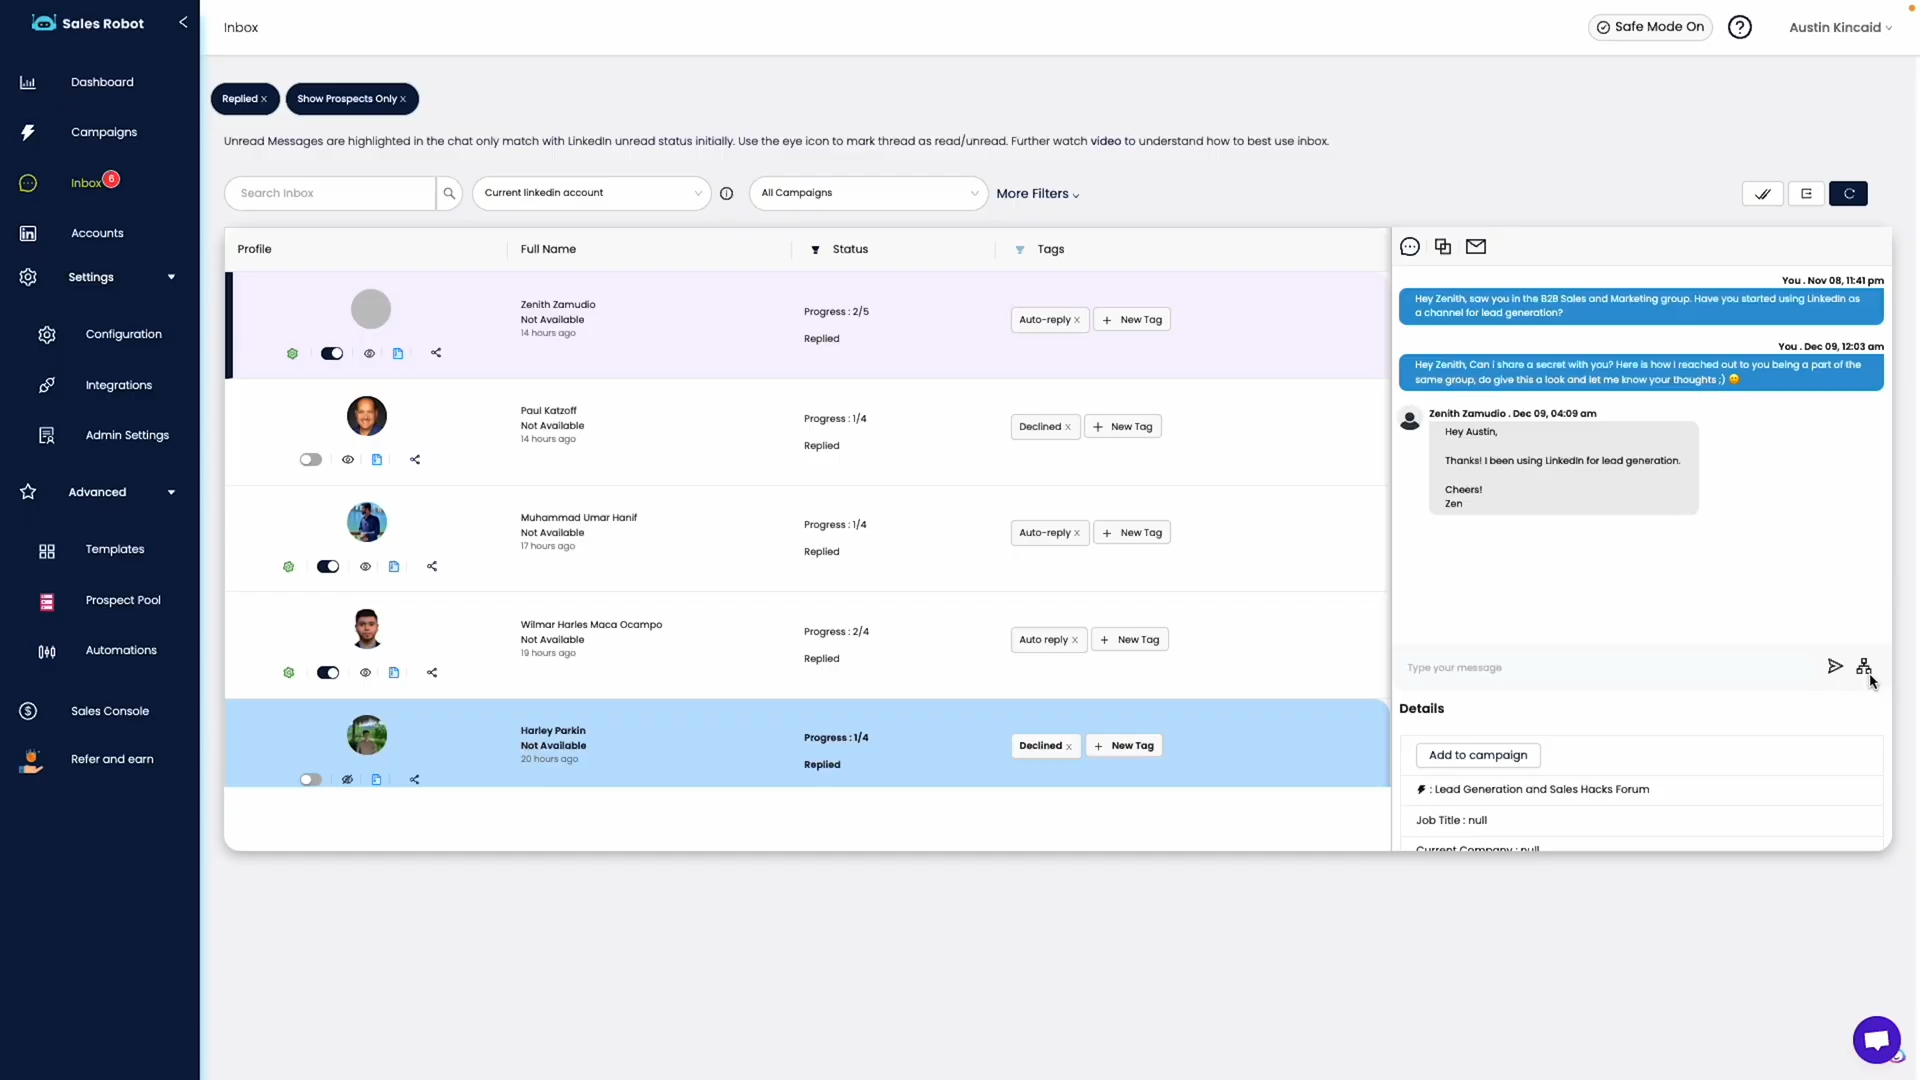 Sales Robot
Inbox
Safe Mode On
Austin Kincaid
Dashboard
Campaigns
Inbox 6
Accounts
Settings
Configuration
Integrations
Admin Settings
Advanced
Templates
Prospect Pool
Automations
Sales Console
Refer and earn
Replied x
Show Prospects Only x
Unread Messages are highlighted in the chat only match with LinkedIn unread status initially. Use the eye icon to mark thread as read/unread. Further watch video to understand how to best use inbox.
Search Inbox
Current linkedin account
All Campaigns
More Filters
Profile
Full Name
Status
Tags
Zenith Zamudio
Not Available
14 hours ago
Progress : 2/5
Replied
Auto-reply x
+ New Tag
Paul Katzoff
Not Available
14 hours ago
Progress : 1/4
Replied
Declined x
+ New Tag
Muhammad Umar Hanif
Not Available
17 hours ago
Progress : 1/4
Replied
Auto-reply x
+ New Tag
Wilmar Harles Maca Ocampo
Not Available
19 hours ago
Progress : 2/4
Replied
Auto reply x
+ New Tag
Harley Parkin
Not Available
20 hours ago
Progress : 1/4
Replied
Declined x
+ New Tag
You . Nov 08, 11:41 pm
Hey Zenith, saw you in the B2B Sales and Marketing group. Have you started using LinkedIn as
a channel for lead generation?
You . Dec 09, 12:03 am
Hey Zenith, Can i share a secret with you? Here is how I reached out to you being a part of the
same group, do give this a look and let me know your thoughts ;) 😊
Zenith Zamudio . Dec 09, 04:09 am
Hey Austin,
Thanks! I been using LinkedIn for lead generation.
Cheers!
Zen
Type your message
Details
Add to campaign
: Lead Generation and Sales Hacks Forum
Job Title : null
Current Company : null